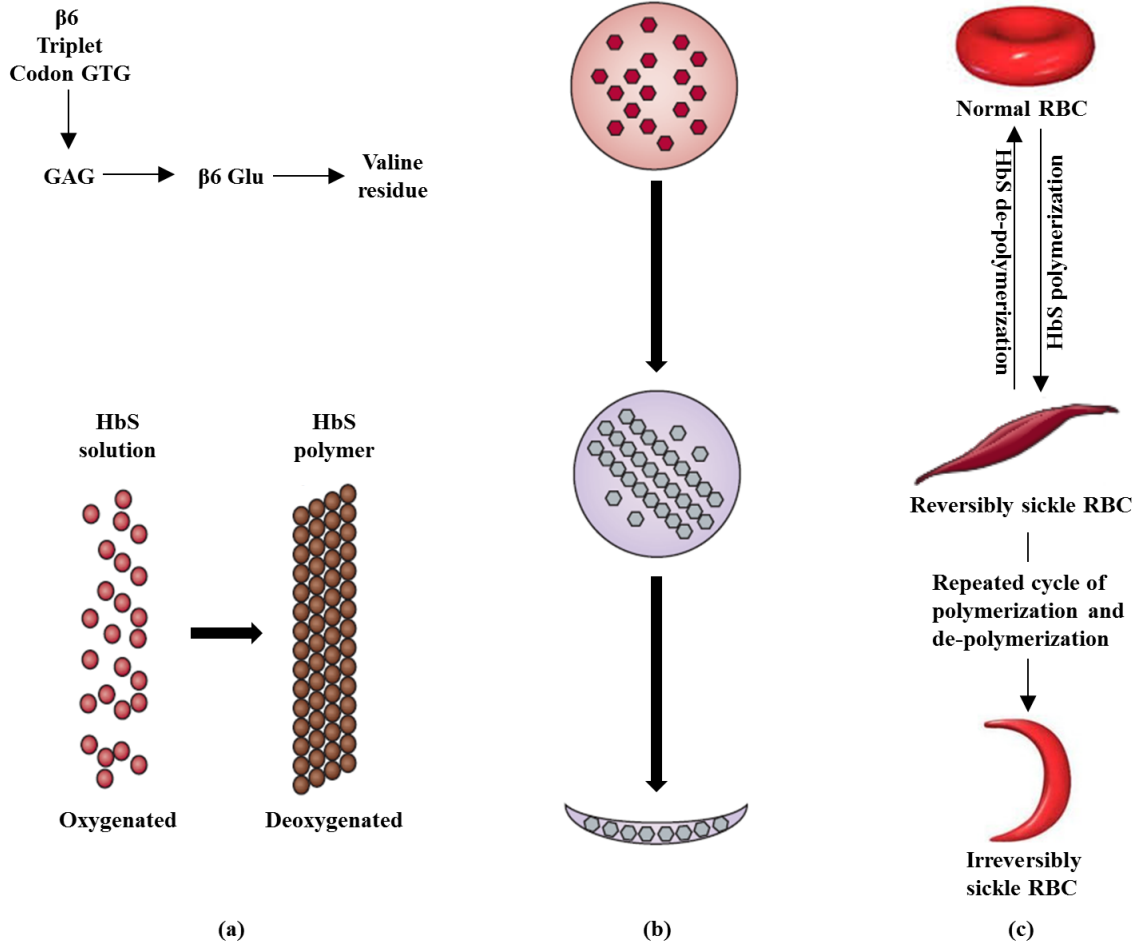 β6
Triplet
Codon GTG
GAG
β6 Glu
Valine
residue
HbS
solution
HbS
polymer
Oxygenated
Deoxygenated
(a)
(b)
Normal RBC
HbS de-polymerization
HbS polymerization
Reversibly sickle RBC
Repeated cycle of
polymerization and
de-polymerization
Irreversibly
sickle RBC
(c)